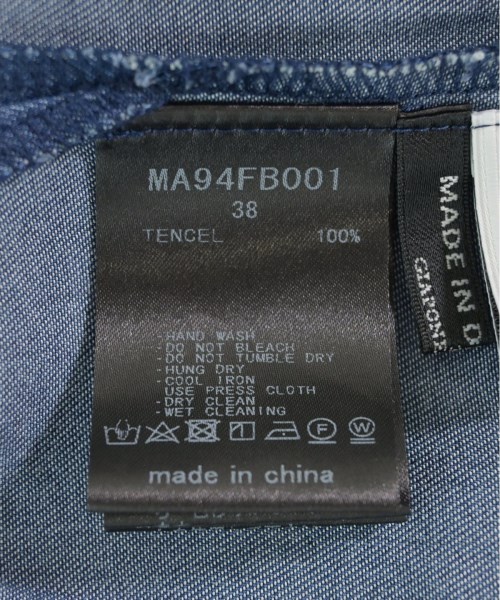 MA94FB001
38
TENCEL 100%
-HAND WASH
-DO NOT BLEACH
-DO NOT TUMBLE DRY
-HUNG DRY
-COOL IRON
USE PRESS CLOTH
-DRY CLEAN
-WET CLEANING
F W
made in china
MADE IN
GIAPONE